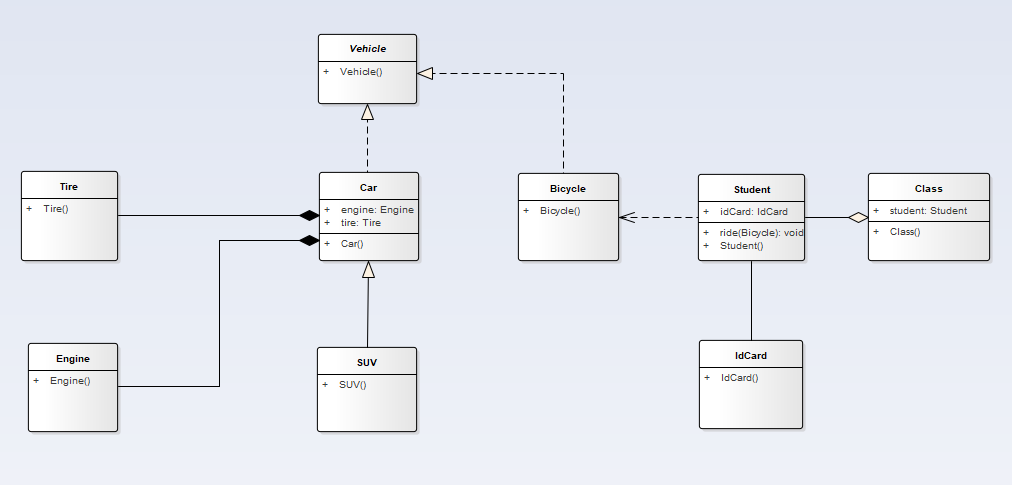 Vehicle
+ Vehicle()
Tire
+ Tire()
Car
+ engine: Engine
+ tire: Tire
+ Car()
Bicycle
+ Bicycle()
Student
+ idCard: IdCard
+ ride(Bicycle): void
+ Student()
Class
+ student: Student
+ Class()
Engine
+ Engine()
SUV
+ SUV()
IdCard
+ IdCard()